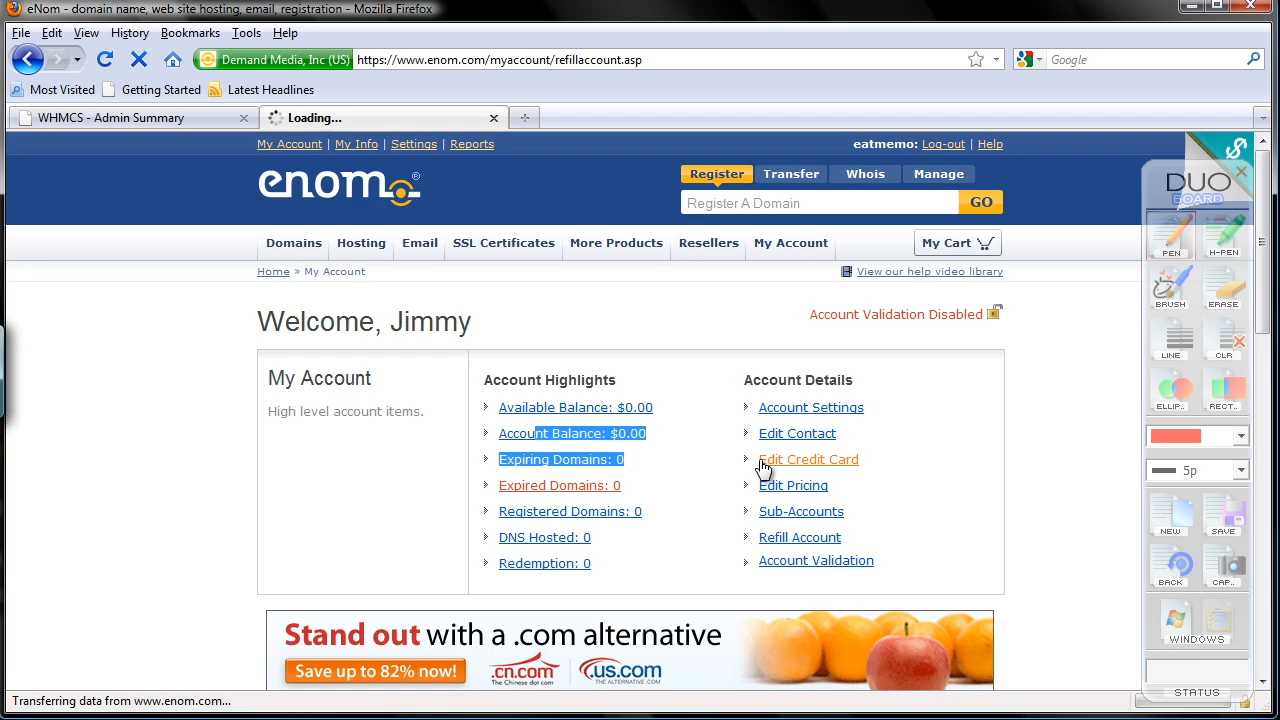 eNom - domain name, web site hosting, email, registration - Mozilla Firefox
File Edit View History Bookmarks Tools Help
Demand Media, Inc (US) https://www.enom.com/myaccount/refillaccount.asp Google
Most Visited Getting Started Latest Headlines
WHMCS - Admin Summary Loading...
My Account | My Info | Settings | Reports eatmemo: Log-out | Help
enom® Register Transfer Whois Manage
Register A Domain GO
Domains Hosting Email SSL Certificates More Products Resellers My Account My Cart
Home » My Account View our help video library
Welcome, Jimmy Account Validation Disabled
My Account
High level account items.
Account Highlights
Available Balance: $0.00
Account Balance: $0.00
Expiring Domains: 0
Expired Domains: 0
Registered Domains: 0
DNS Hosted: 0
Redemption: 0
Account Details
Account Settings
Edit Contact
Edit Credit Card
Edit Pricing
Sub-Accounts
Refill Account
Account Validation
Stand out with a .com alternative
Save up to 82% now! .cn.com The Chinese dot com .us.com THE ALTERNATIVE .COM
Transferring data from www.enom.com...
$
DUO
BOARD
PEN H-PEN
BRUSH ERASE
LINE CLR
ELLIP.. RECT..
5p
NEW SAVE
BACK CAP..
WINDOWS
STATUS